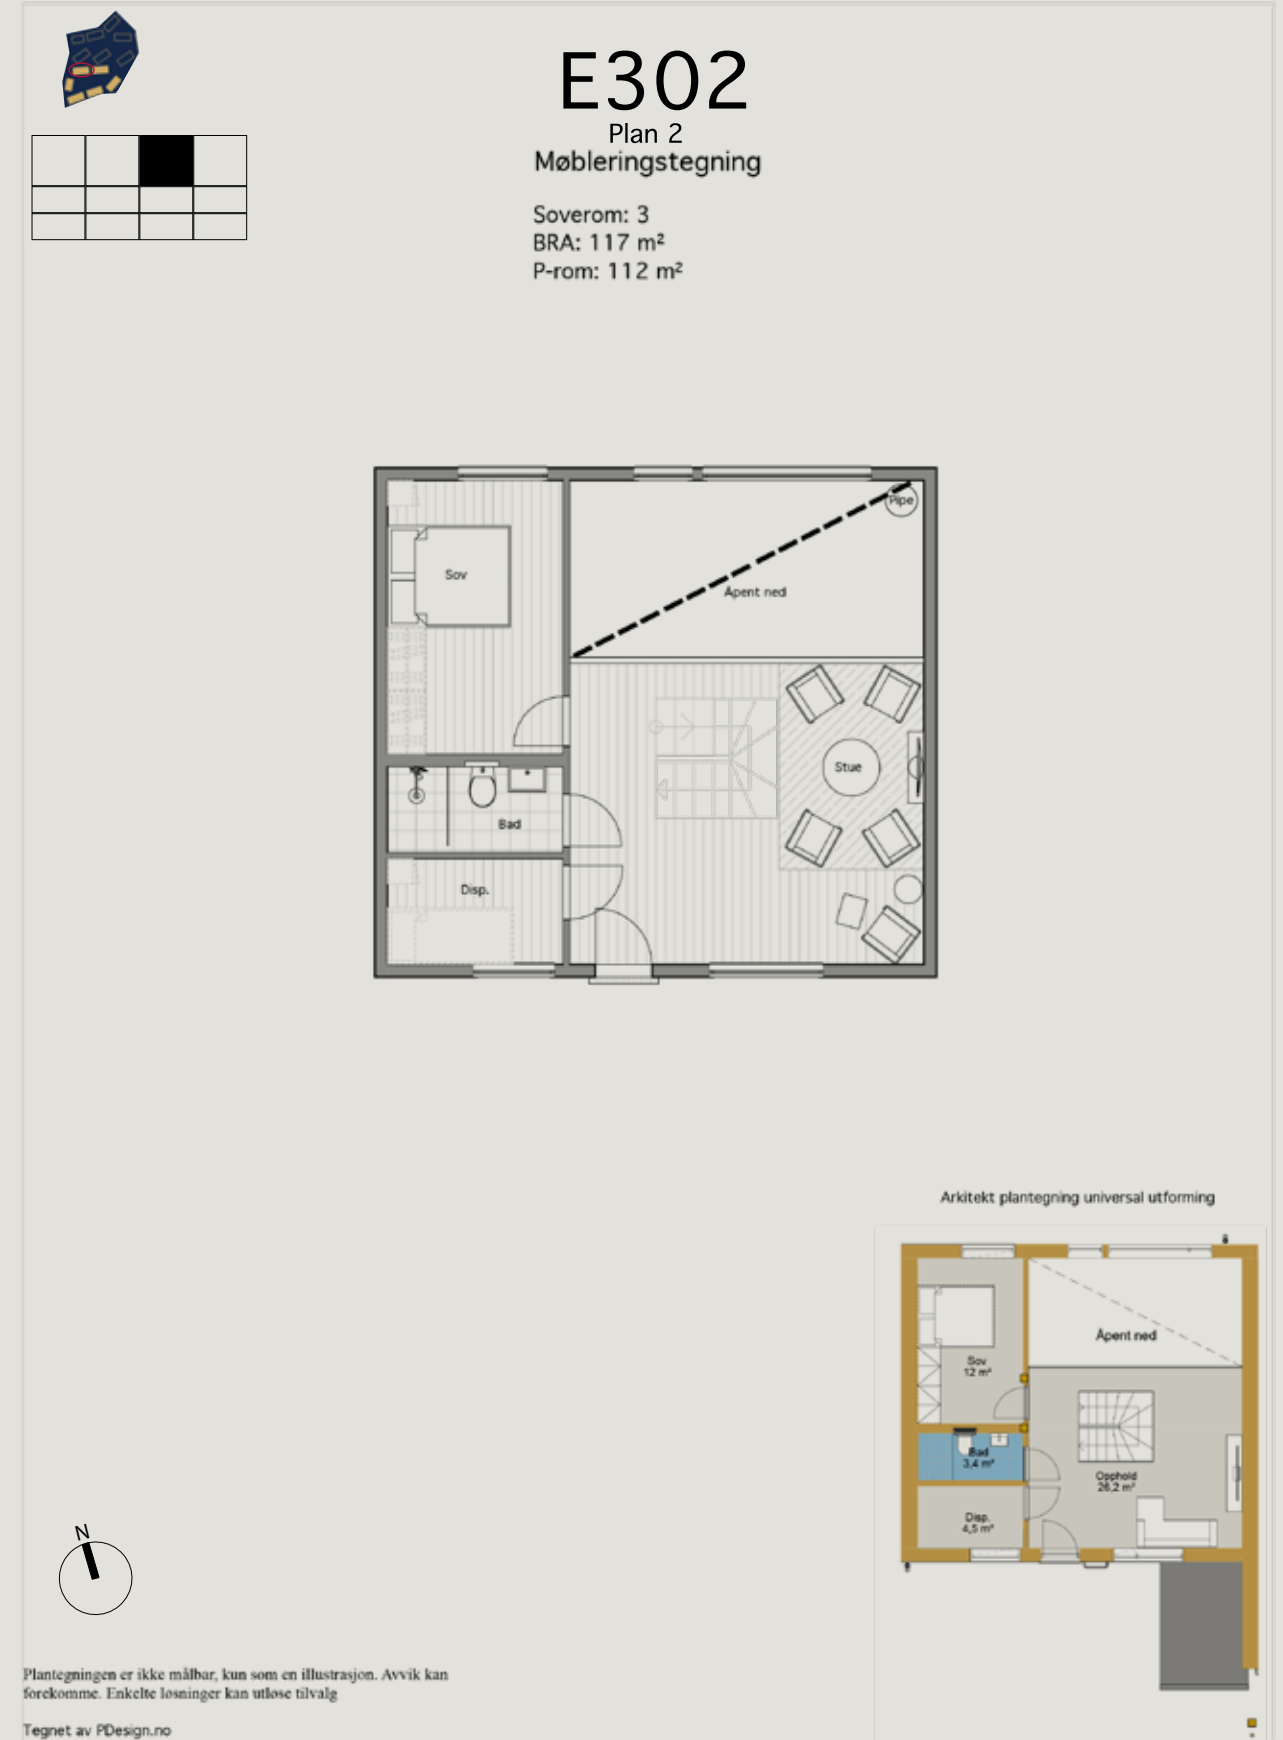 E302
Plan 2
Møbleringstegning
Soverom: 3
BRA: 117 m²
P-rom: 112 m²
Pipe
Sov
Åpent ned
Stue
Bad
Disp.
Arkitekt plantegning universal utforming
Åpent ned
Sov
12 m²
Bad
3,4 m²
Opphold
26,2 m²
Disp.
4,5 m²
N
Plantegningen er ikke målbar, kun som en illustrasjon. Avvik kan
forekomme. Enkelte løsninger kan utløse tilvalg
Tegnet av PDesign.no